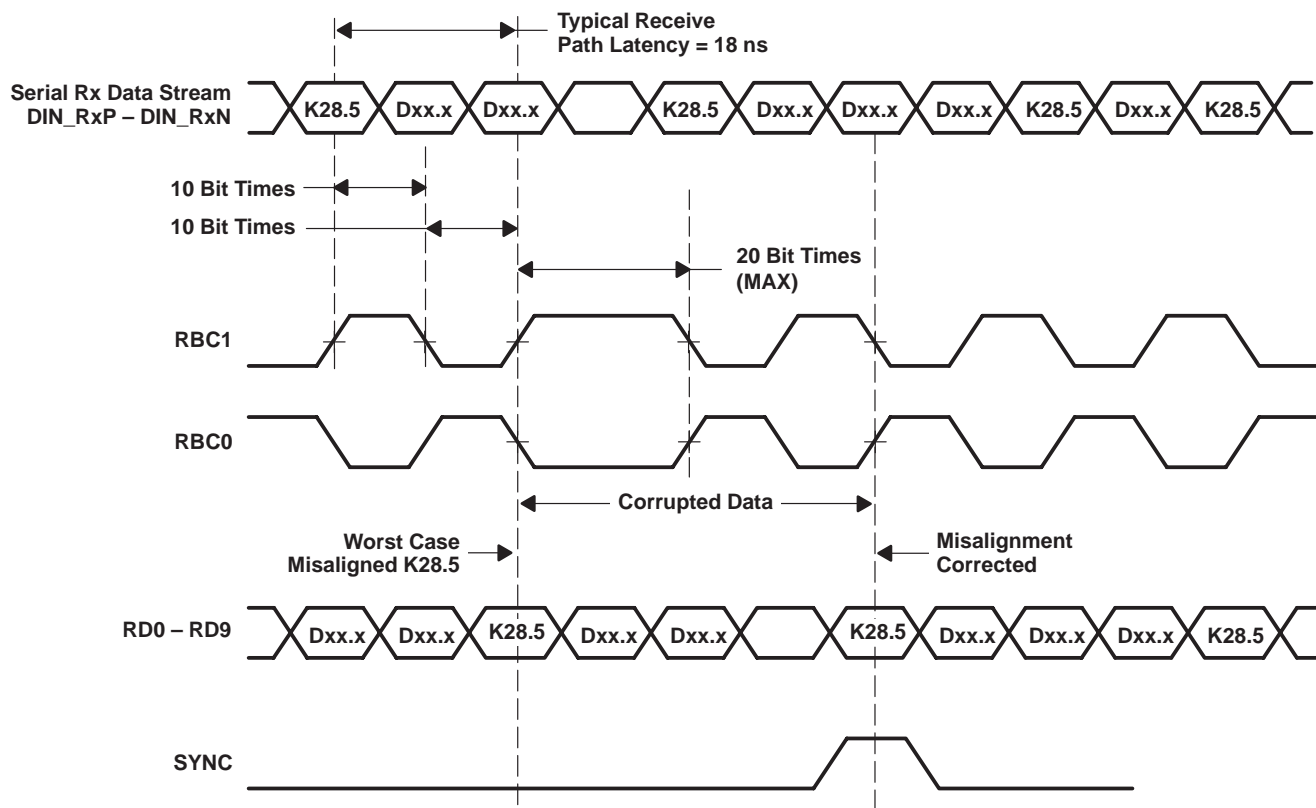 Typical Receive
Path Latency = 18 ns
Serial Rx Data Stream
DIN_RxP – DIN_RxN
K28.5 Dxx.x Dxx.x K28.5 Dxx.x Dxx.x Dxx.x K28.5 Dxx.x K28.5
10 Bit Times
10 Bit Times
20 Bit Times
(MAX)
RBC1
RBC0
Corrupted Data
Worst Case
Misaligned K28.5
Misalignment
Corrected
RD0 – RD9
Dxx.x Dxx.x K28.5 Dxx.x Dxx.x K28.5 Dxx.x Dxx.x Dxx.x K28.5
SYNC